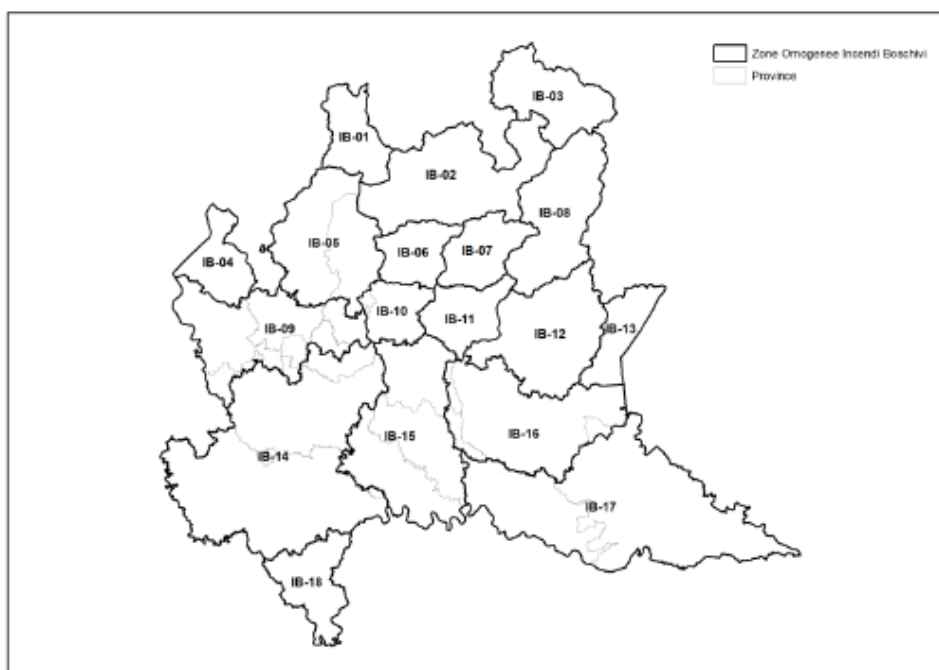 Zone Omogenee Incendi Boschivi
Province
IB-03
IB-01
IB-02
IB-08
IB-05
IB-06
IB-07
IB-04
IB-10
IB-11
IB-09
IB-12
IB-13
IB-15
IB-16
IB-14
IB-17
IB-18